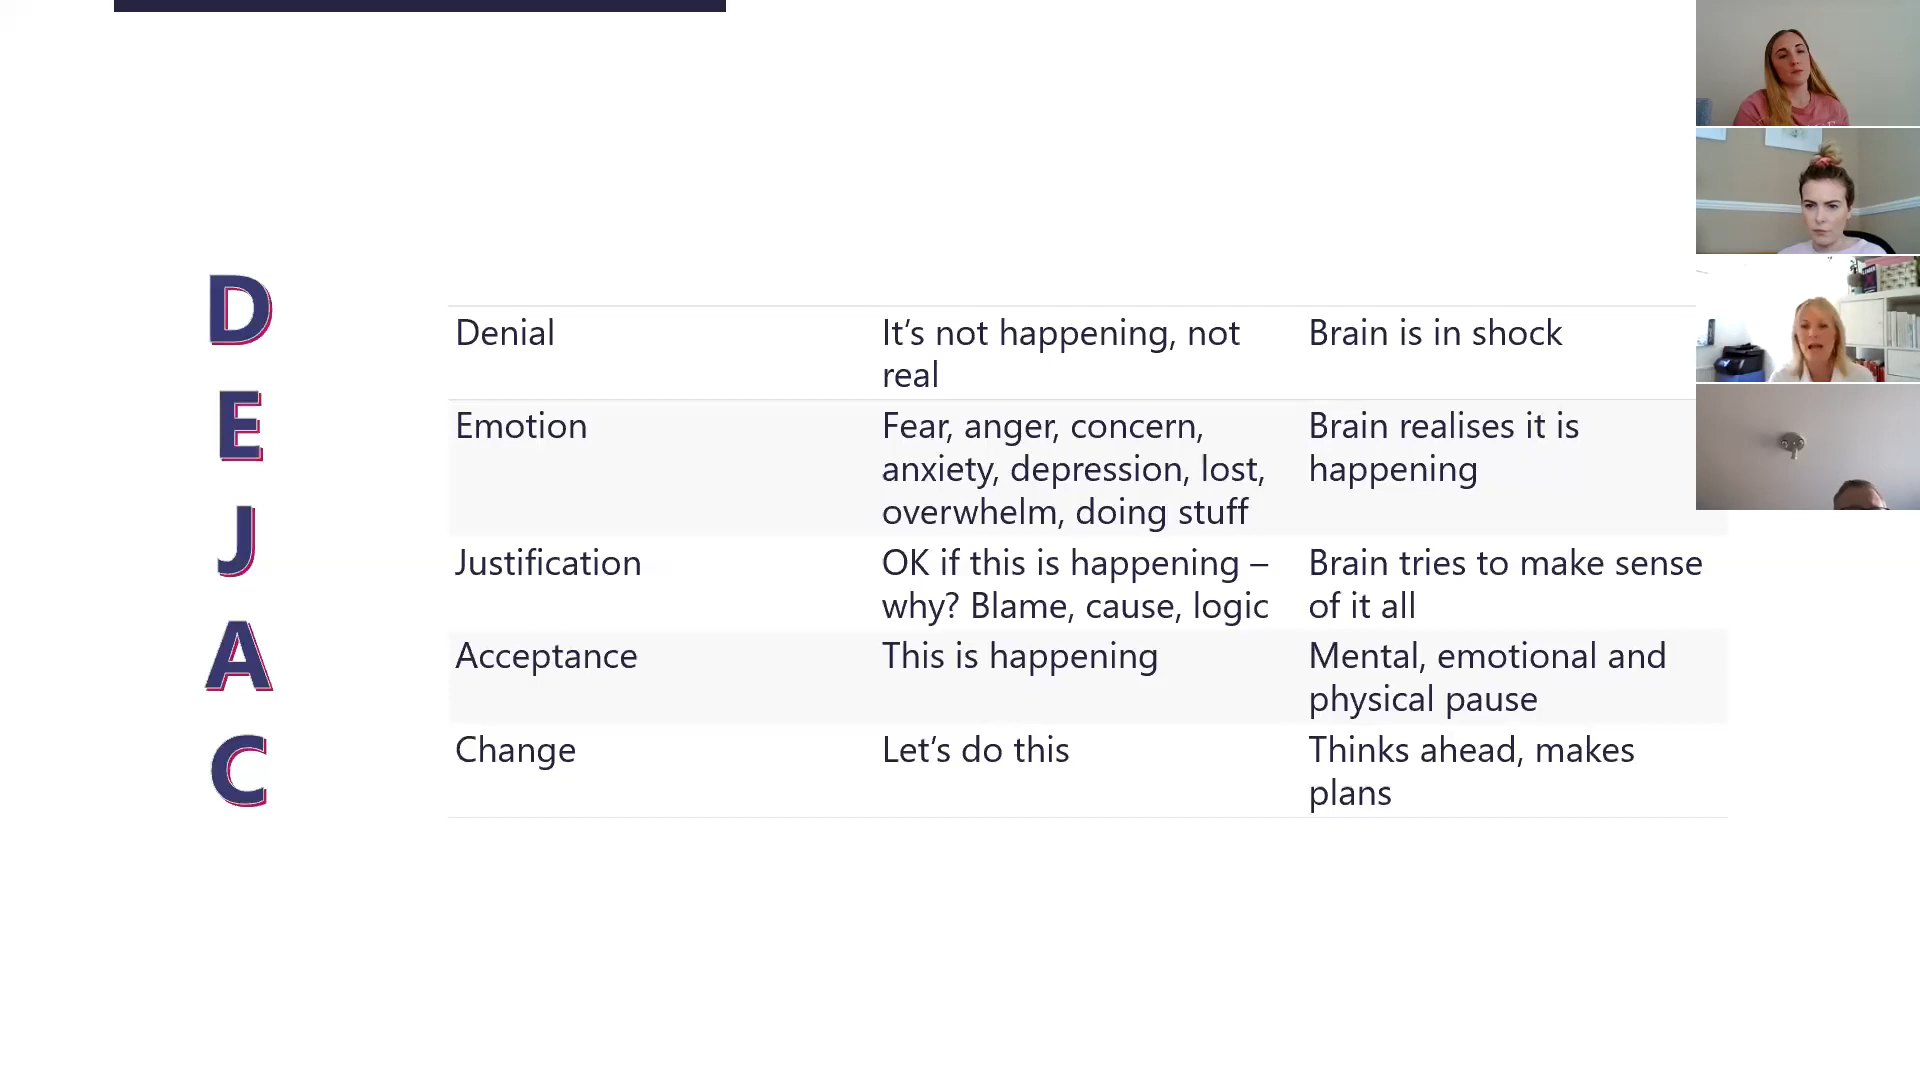 D
E
J
A
C
Denial
It’s not happening, not
real
Brain is in shock
Emotion
Fear, anger, concern,
anxiety, depression, lost,
overwhelm, doing stuff
Brain realises it is
happening
Justification
OK if this is happening –
why? Blame, cause, logic
Brain tries to make sense
of it all
Acceptance
This is happening
Mental, emotional and
physical pause
Change
Let’s do this
Thinks ahead, makes
plans